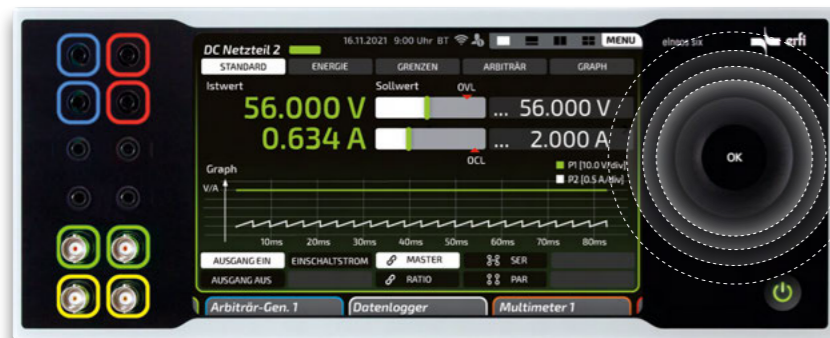 DC Netzteil 2 16.11.2021 9:00 Uhr BT MENU
STANDARD ENERGIE GRENZEN ARBITRÄR GRAPH
Istwert Sollwert OVL
56.000 V ... 56.000 V
0.634 A ... 2.000 A
OCL
Graph
P1 [10.0 V/div]
P2 [0.5 A/div]
V/A
10ms 20ms 30ms 40ms 50ms 60ms 70ms 80ms
AUSGANG EIN EINSCHALTSTROM MASTER SER
AUSGANG AUS RATIO PAR
Arbiträr-Gen. 1 Datenlogger Multimeter 1
elneos six erfi
OK